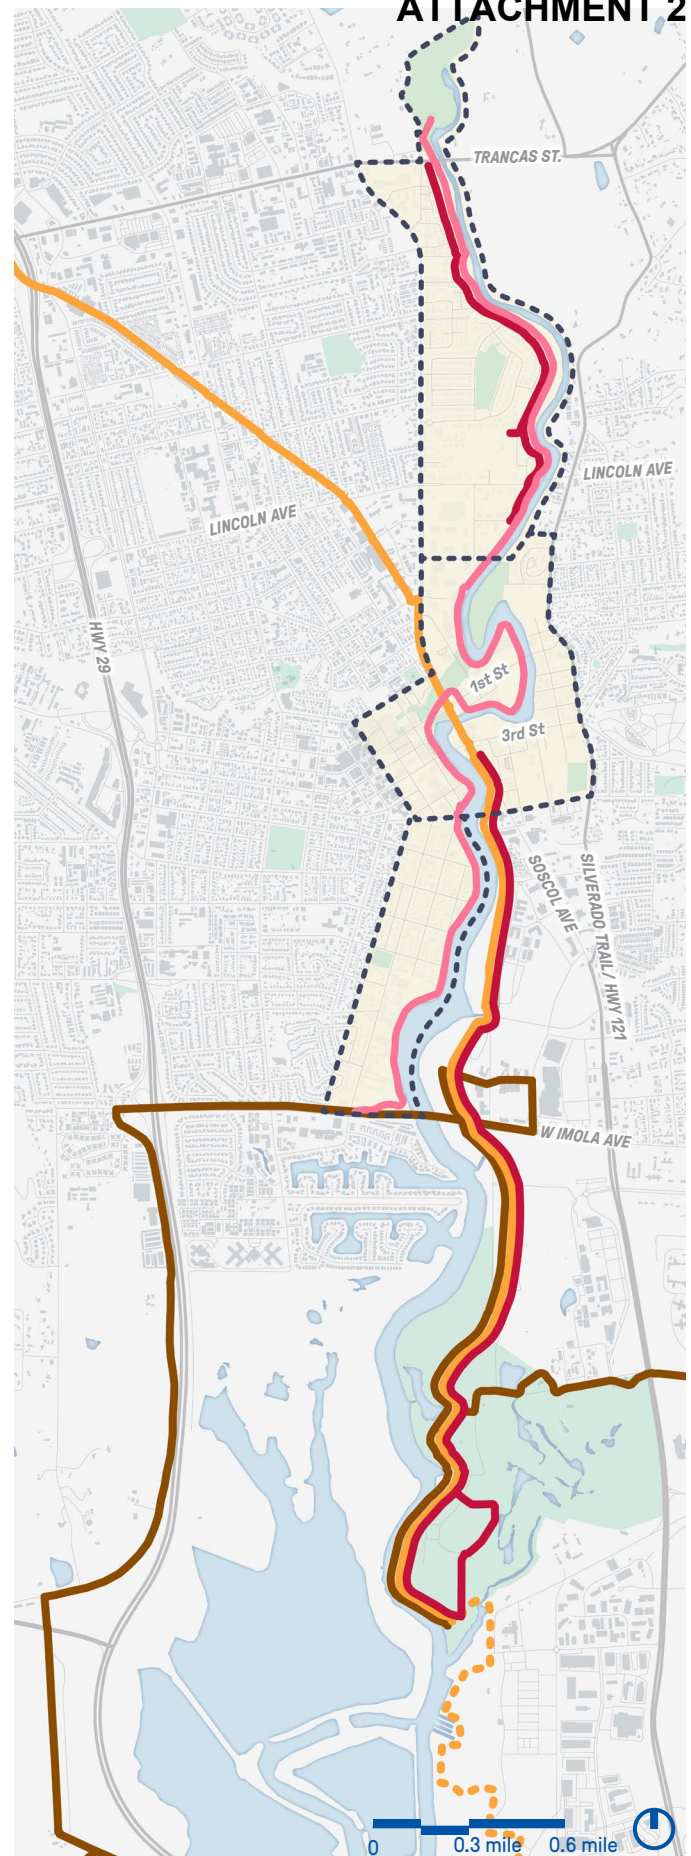 ATTACHMENT 2
TRANCAS ST.
LINCOLN AVE
LINCOLN AVE
HWY 29
1st St
3rd St
SOSCOL AVE
SILVERADO TRAIL/ HWY 121
W IMOLA AVE
0 0.3 mile 0.6 mile